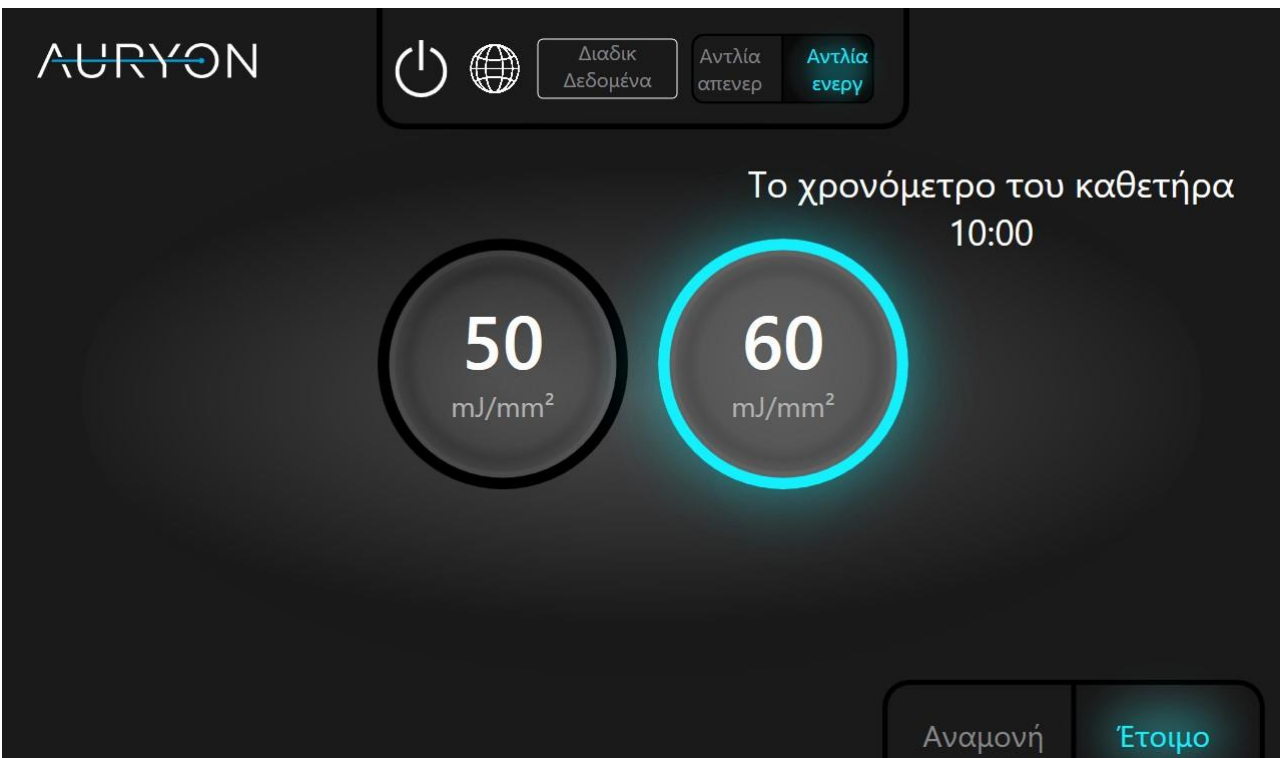 AURYON
Διαδικ
Δεδομένα
Αντλία
απενερ
Αντλία
ενεργ
Το χρονόμετρο του καθετήρα
10:00
50
mJ/mm²
60
mJ/mm²
Αναμονή
Έτοιμο